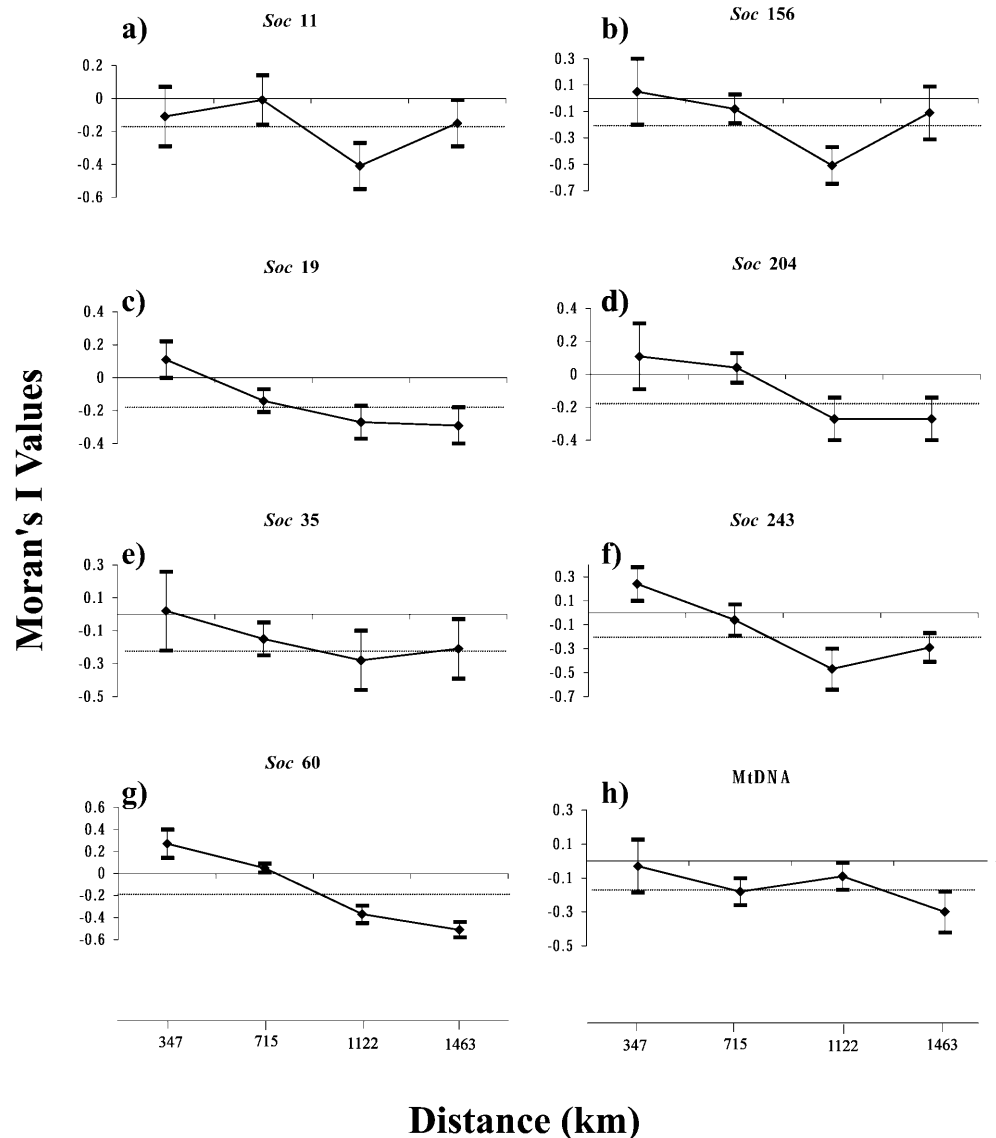 a)
Soc 11
0.2
0
-0.2
-0.4
-0.6
b)
Soc 156
0.3
0.1
-0.1
-0.3
-0.5
-0.7
c)
Soc 19
0.4
0.2
0
-0.2
-0.4
d)
Soc 204
0.4
0.2
0
-0.2
-0.4
e)
Soc 35
0.3
0.1
-0.1
-0.3
-0.5
f)
Soc 243
0.3
0.1
-0.1
-0.3
-0.5
-0.7
g)
Soc 60
0.6
0.4
0.2
0
-0.2
-0.4
-0.6
h)
MtDNA
0.3
0.1
-0.1
-0.3
-0.5
347 715 1122 1463
347 715 1122 1463
Moran's I Values
Distance (km)